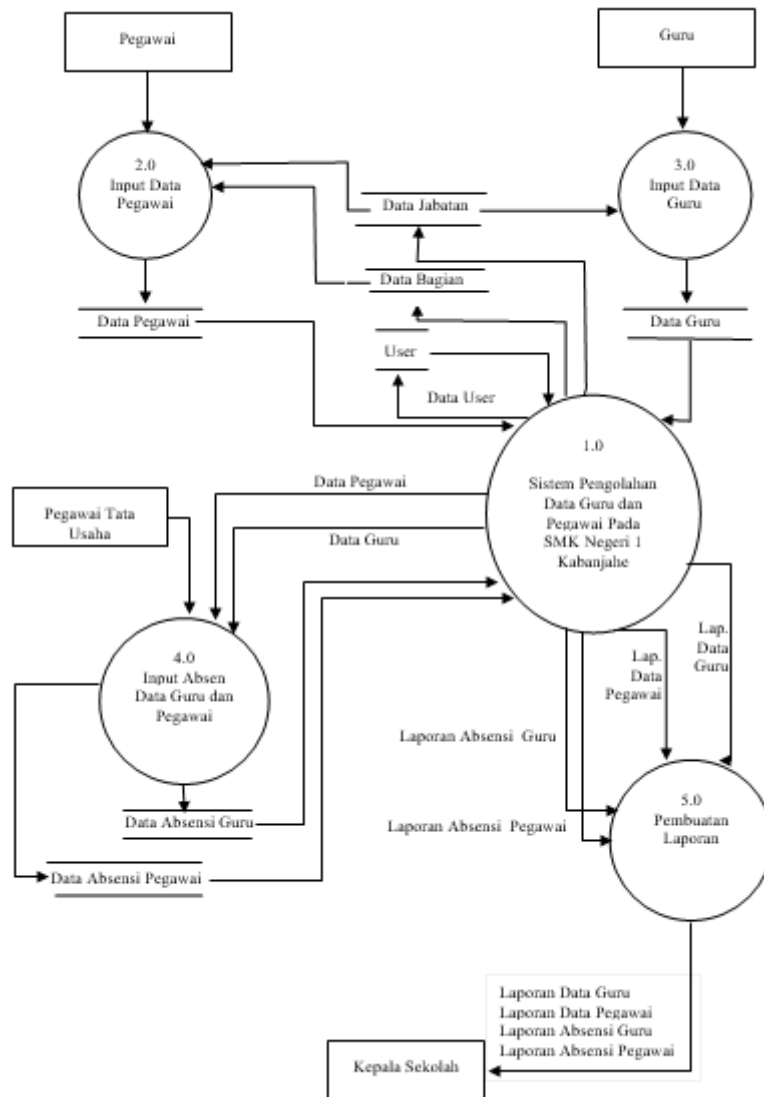 Pegawai
Guru
2.0
Input Data
Pegawai
3.0
Input Data
Guru
Data Jabatan
Data Bagian
Data Pegawai
Data Guru
User
Data User
1.0
Sistem Pengolahan
Data Guru dan
Pegawai Pada
SMK Negeri 1
Kabanjahe
Data Pegawai
Pegawai Tata
Usaha
Data Guru
4.0
Input Absen
Data Guru dan
Pegawai
Lap.
Data
Guru
Lap.
Data
Pegawai
Laporan Absensi Guru
5.0
Pembuatan
Laporan
Data Absensi Guru
Laporan Absensi Pegawai
Data Absensi Pegawai
Laporan Data Guru
Laporan Data Pegawai
Laporan Absensi Guru
Laporan Absensi Pegawai
Kepala Sekolah